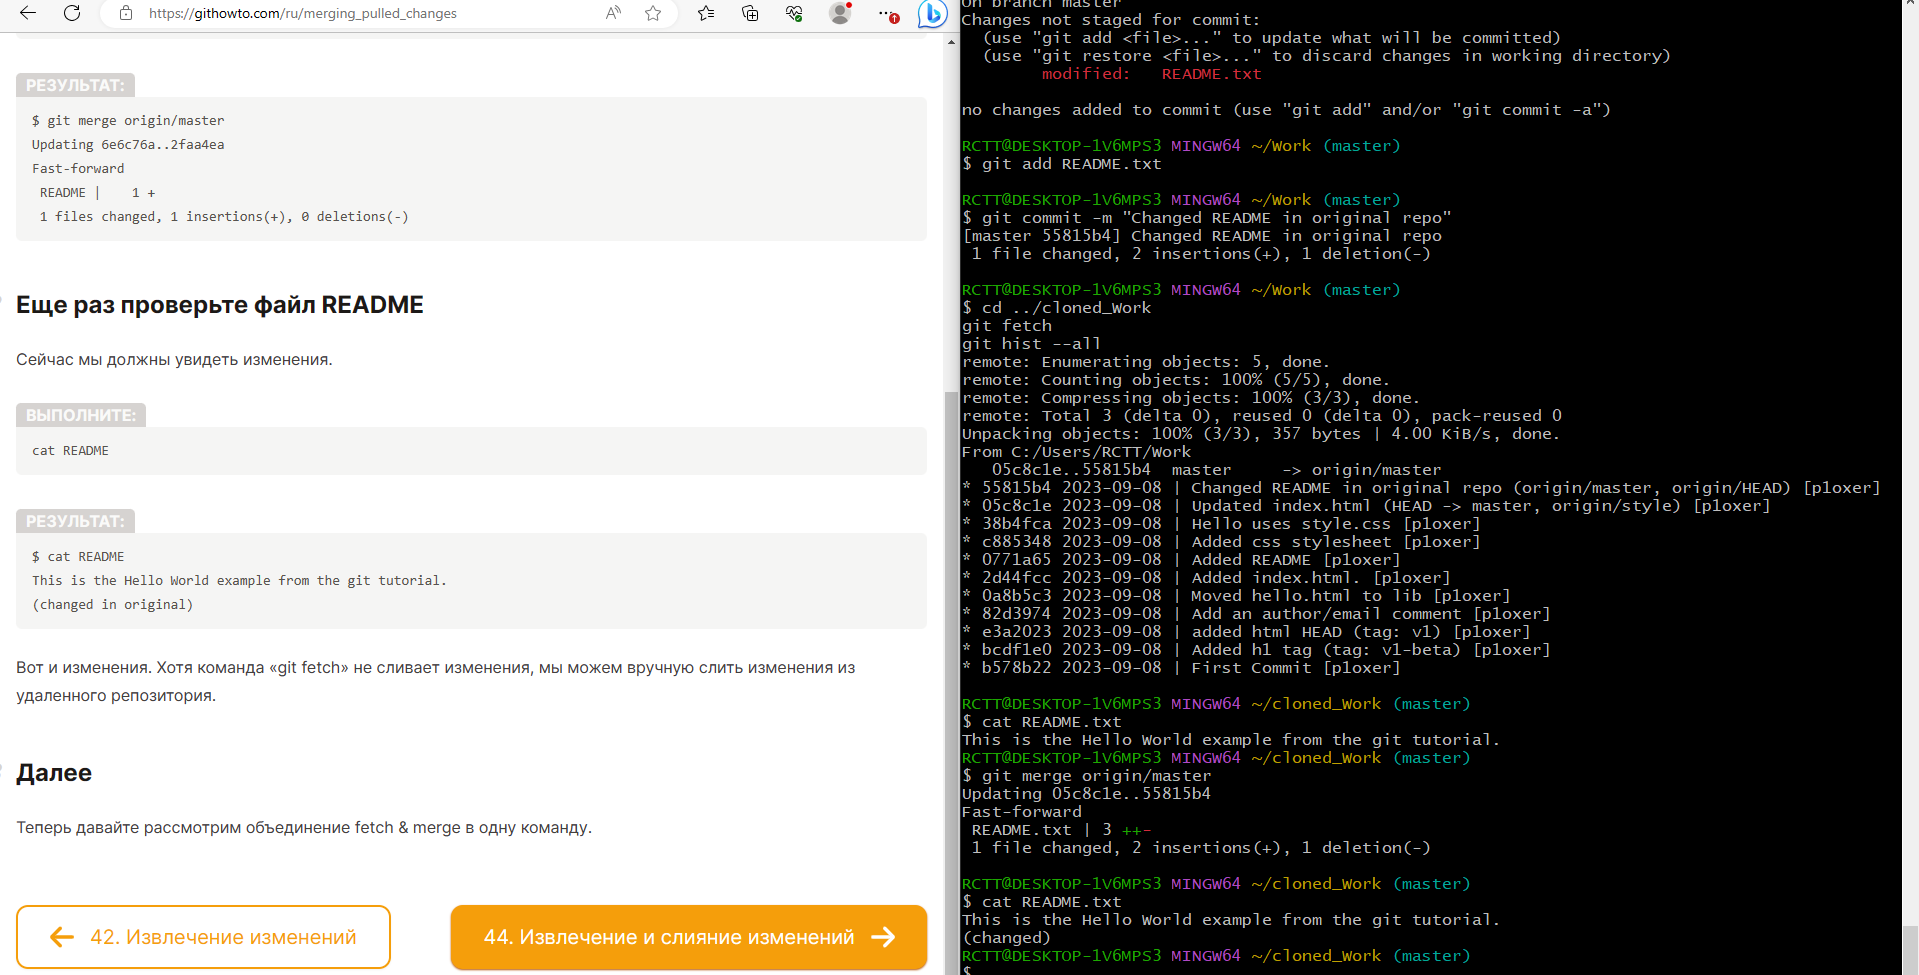 https://githowto.com/ru/merging_pulled_changes
РЕЗУЛЬТАТ:
$ git merge origin/master
Updating 6e6c76a..2faa4ea
Fast-forward
README |    1 +
1 files changed, 1 insertions(+), 0 deletions(-)
Еще раз проверьте файл README
Сейчас мы должны увидеть изменения.
ВЫПОЛНИТЕ:
cat README
РЕЗУЛЬТАТ:
$ cat README
This is the Hello World example from the git tutorial.
(changed in original)
Вот и изменения. Хотя команда «git fetch» не сливает изменения, мы можем вручную слить изменения из
удаленного репозитория.
Далее
Теперь давайте рассмотрим объединение fetch & merge в одну команду.
42. Извлечение изменений
44. Извлечение и слияние изменений
On branch master
Changes not staged for commit:
(use "git add <file>..." to update what will be committed)
(use "git restore <file>..." to discard changes in working directory)
modified:   README.txt
no changes added to commit (use "git add" and/or "git commit -a")
RCTT@DESKTOP-1V6MPS3 MINGW64 ~/Work (master)
$ git add README.txt
RCTT@DESKTOP-1V6MPS3 MINGW64 ~/Work (master)
$ git commit -m "Changed README in original repo"
[master 55815b4] Changed README in original repo
1 file changed, 2 insertions(+), 1 deletion(-)
RCTT@DESKTOP-1V6MPS3 MINGW64 ~/Work (master)
$ cd ../cloned_Work
git fetch
git hist --all
remote: Enumerating objects: 5, done.
remote: Counting objects: 100% (5/5), done.
remote: Compressing objects: 100% (3/3), done.
remote: Total 3 (delta 0), reused 0 (delta 0), pack-reused 0
Unpacking objects: 100% (3/3), 357 bytes | 4.00 KiB/s, done.
From C:/Users/RCTT/Work
05c8c1e..55815b4  master     -> origin/master
* 55815b4 2023-09-08 | Changed README in original repo (origin/master, origin/HEAD) [p1oxer]
* 05c8c1e 2023-09-08 | Updated index.html (HEAD -> master, origin/style) [p1oxer]
* 38b4fca 2023-09-08 | Hello uses style.css [p1oxer]
* c885348 2023-09-08 | Added css stylesheet [p1oxer]
* 0771a65 2023-09-08 | Added README [p1oxer]
* 2d44fcc 2023-09-08 | Added index.html. [p1oxer]
* 0a8b5c3 2023-09-08 | Moved hello.html to lib [p1oxer]
* 82d3974 2023-09-08 | Add an author/email comment [p1oxer]
* e3a2023 2023-09-08 | added html HEAD (tag: v1) [p1oxer]
* bcdf1e0 2023-09-08 | Added h1 tag (tag: v1-beta) [p1oxer]
* b578b22 2023-09-08 | First Commit [p1oxer]
RCTT@DESKTOP-1V6MPS3 MINGW64 ~/cloned_Work (master)
$ cat README.txt
This is the Hello World example from the git tutorial.
RCTT@DESKTOP-1V6MPS3 MINGW64 ~/cloned_Work (master)
$ git merge origin/master
Updating 05c8c1e..55815b4
Fast-forward
README.txt | 3 ++-
1 file changed, 2 insertions(+), 1 deletion(-)
RCTT@DESKTOP-1V6MPS3 MINGW64 ~/cloned_Work (master)
$ cat README.txt
This is the Hello World example from the git tutorial.
(changed)
RCTT@DESKTOP-1V6MPS3 MINGW64 ~/cloned_Work (master)
$